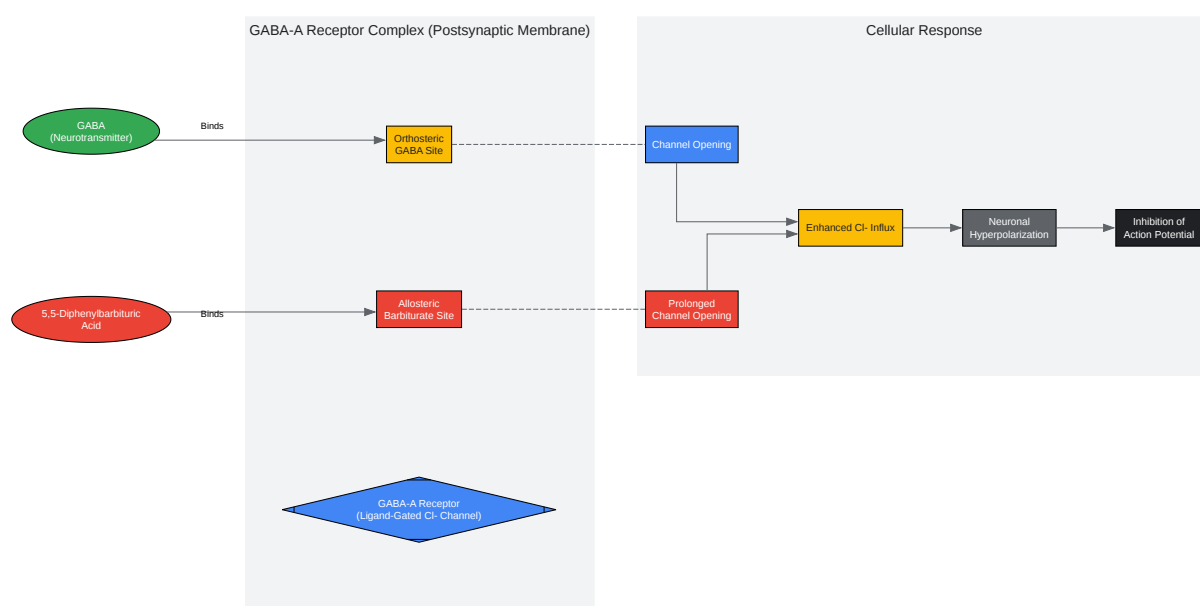 GABA-A Receptor Complex (Postsynaptic Membrane)
Cellular Response
GABA
(Neurotransmitter)
Binds
Orthosteric
GABA Site
Channel Opening
Enhanced Cl- Influx
Neuronal
Hyperpolarization
Inhibition of
Action Potential
5,5-Diphenylbarbituric
Acid
Binds
Allosteric
Barbiturate Site
Prolonged
Channel Opening
GABA-A Receptor
(Ligand-Gated Cl- Channel)